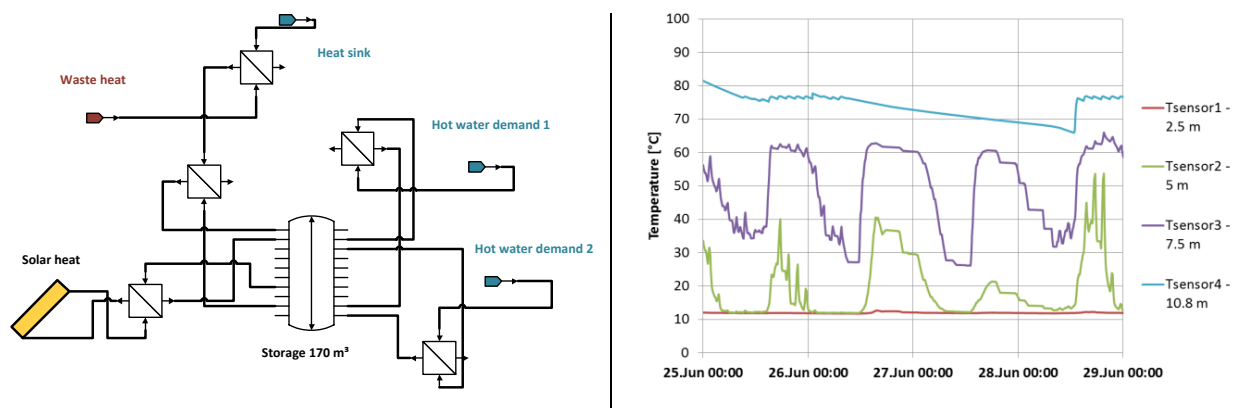 Heat sink
Waste heat
Hot water demand 1
Hot water demand 2
Solar heat
Storage 170 m³
Temperature [°C]
100
90
80
70
60
50
40
30
20
10
0
25.Jun 00:00 26.Jun 00:00 27.Jun 00:00 28.Jun 00:00 29.Jun 00:00
Tsensor1 -
2.5 m
Tsensor2 -
5 m
Tsensor3 -
7.5 m
Tsensor4 -
10.8 m